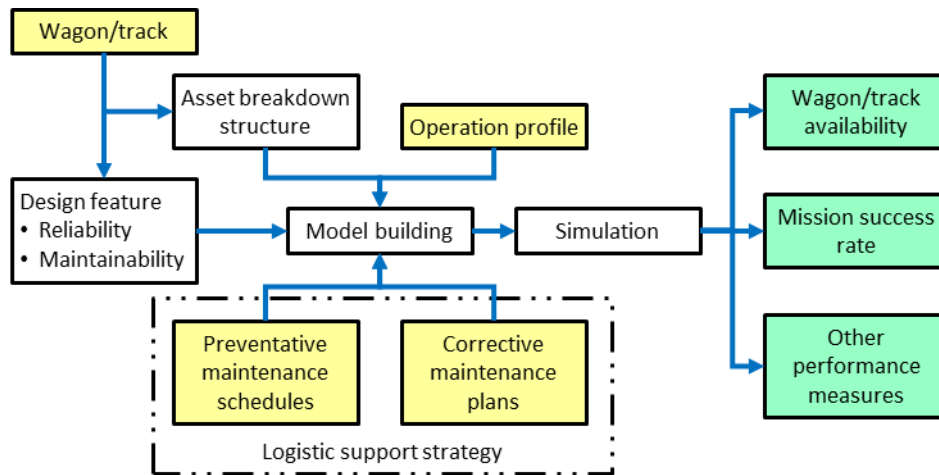 Wagon/track
Asset breakdown
structure
Operation profile
Wagon/track
availability
Design feature
• Reliability
• Maintainability
Model building
Simulation
Mission success
rate
Preventative
maintenance
schedules
Corrective
maintenance
plans
Other
performance
measures
Logistic support strategy